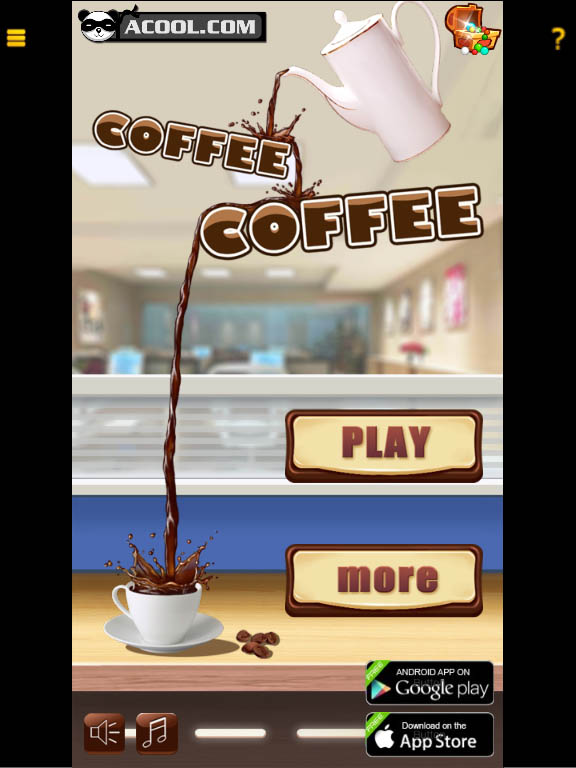 ACOOL.COM
?
COFFEE
COFFEE
PLAY
more
FREE
ANDROID APP ON
Google play
FREE
Download on the
App Store